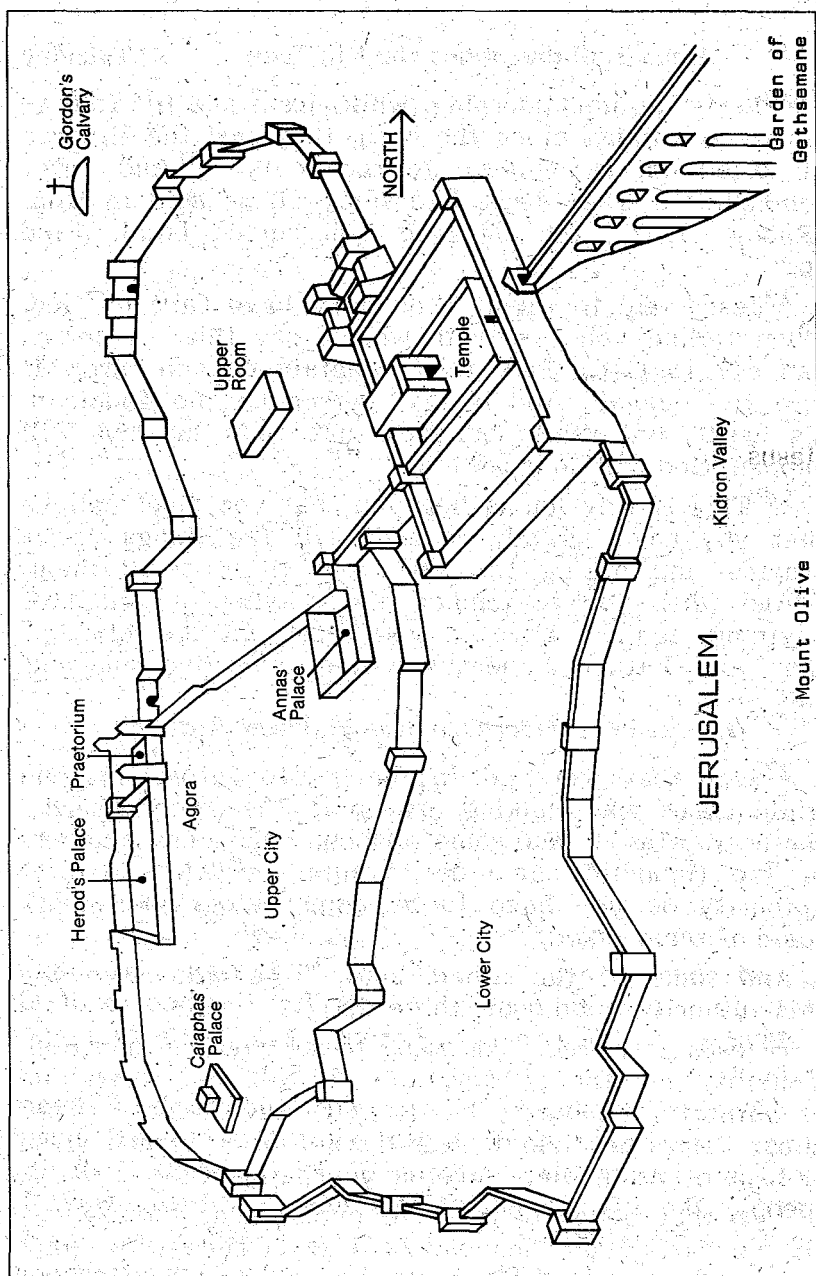 Gordon's
Calvary
NORTH
Garden of
Gethsemane
Upper
Room
Temple
Kidron Valley
Praetorium
Herod's Palace
Agora
Annas'
Palace
Upper City
JERUSALEM
Mount Olive
Lower City
Caiaphas'
Palace